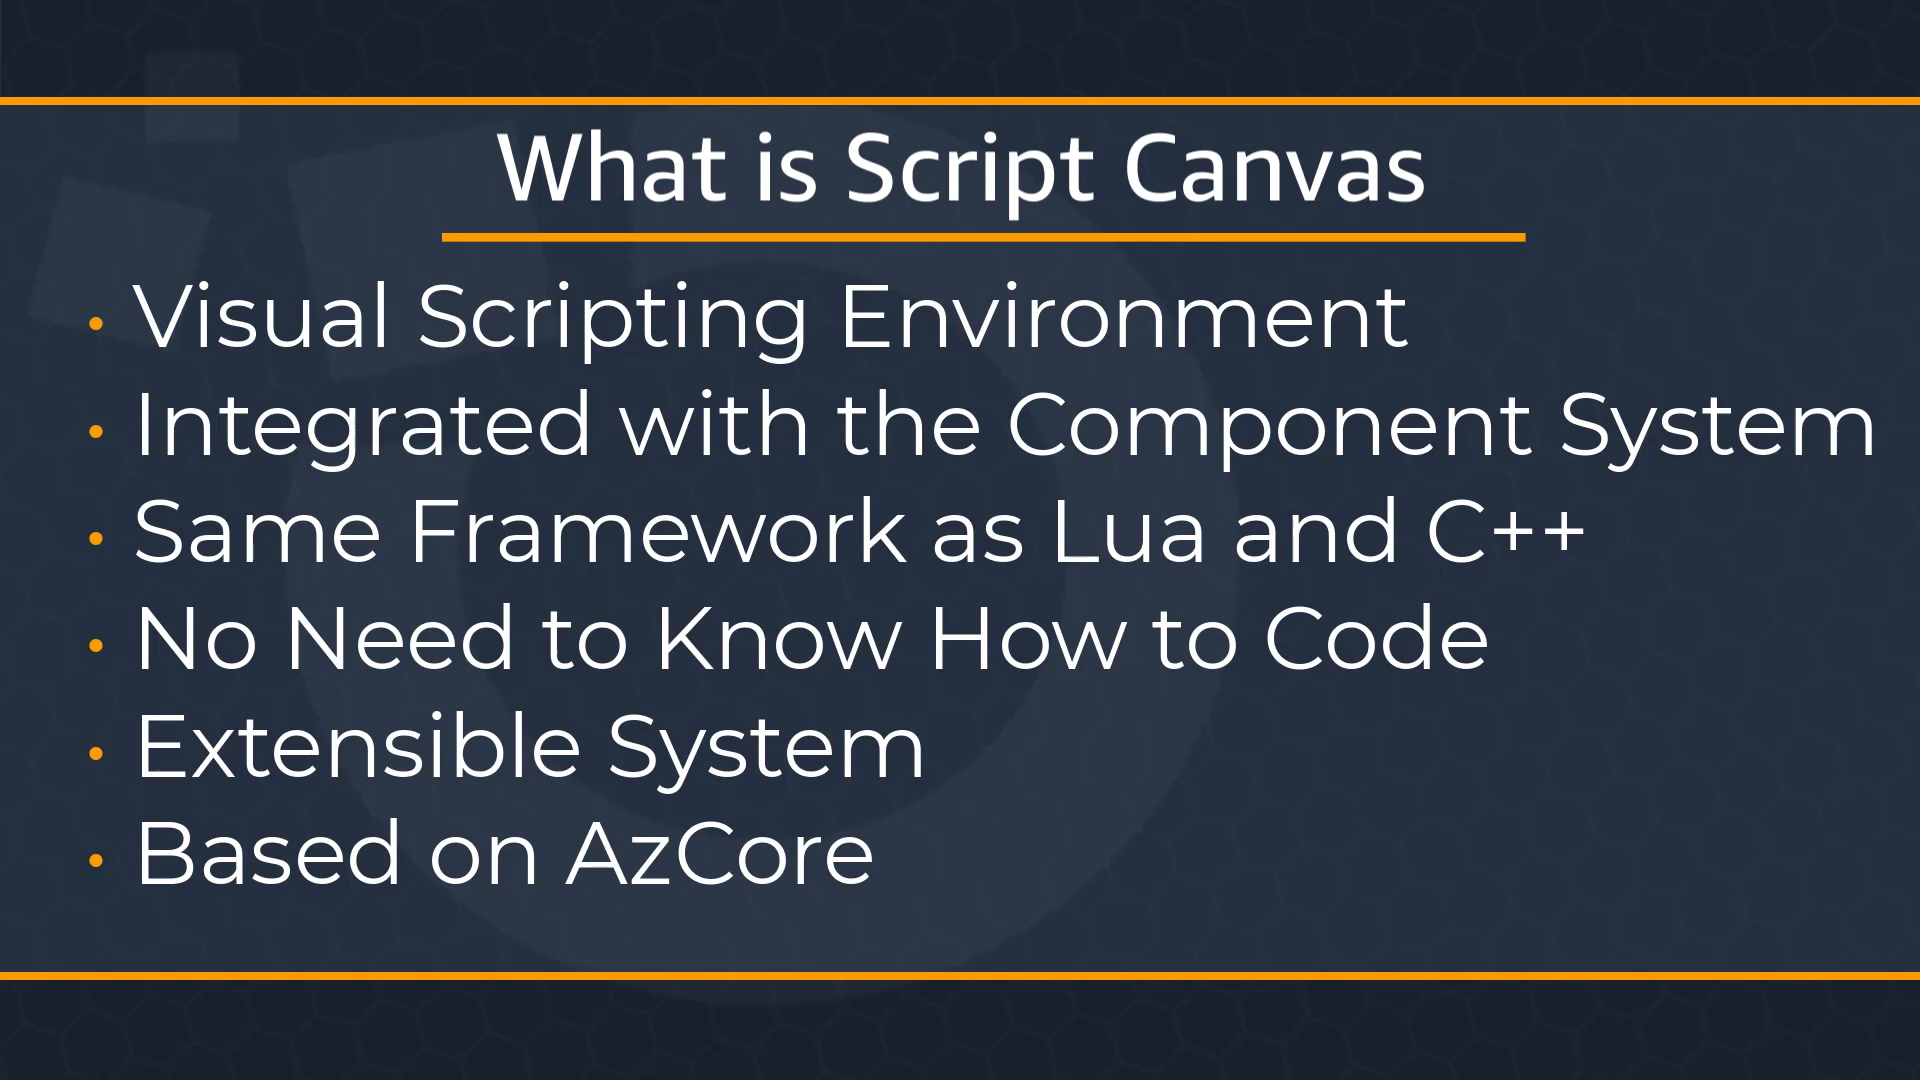 What is Script Canvas
• Visual Scripting Environment
• Integrated with the Component System
• Same Framework as Lua and C++
• No Need to Know How to Code
• Extensible System
• Based on AzCore